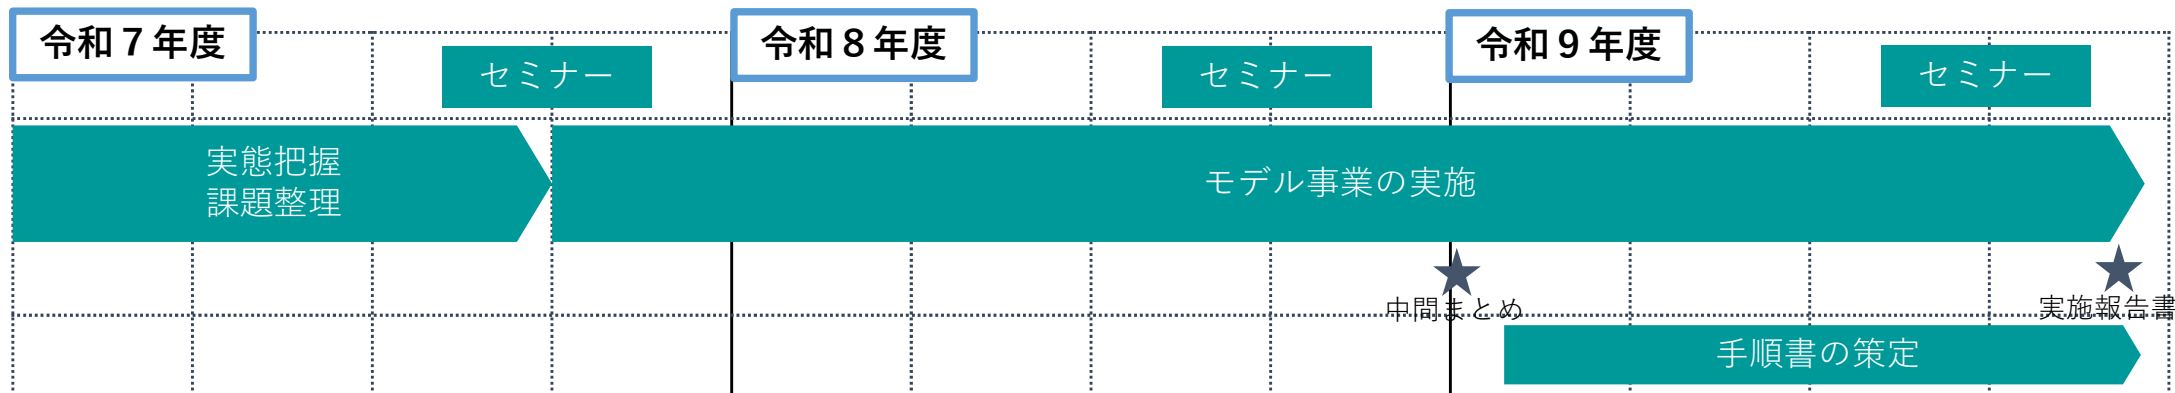 令和７年度
令和８年度
令和９年度
セミナー
セミナー
セミナー
実態把握
課題整理
モデル事業の実施
中間まとめ
実施報告書
手順書の策定